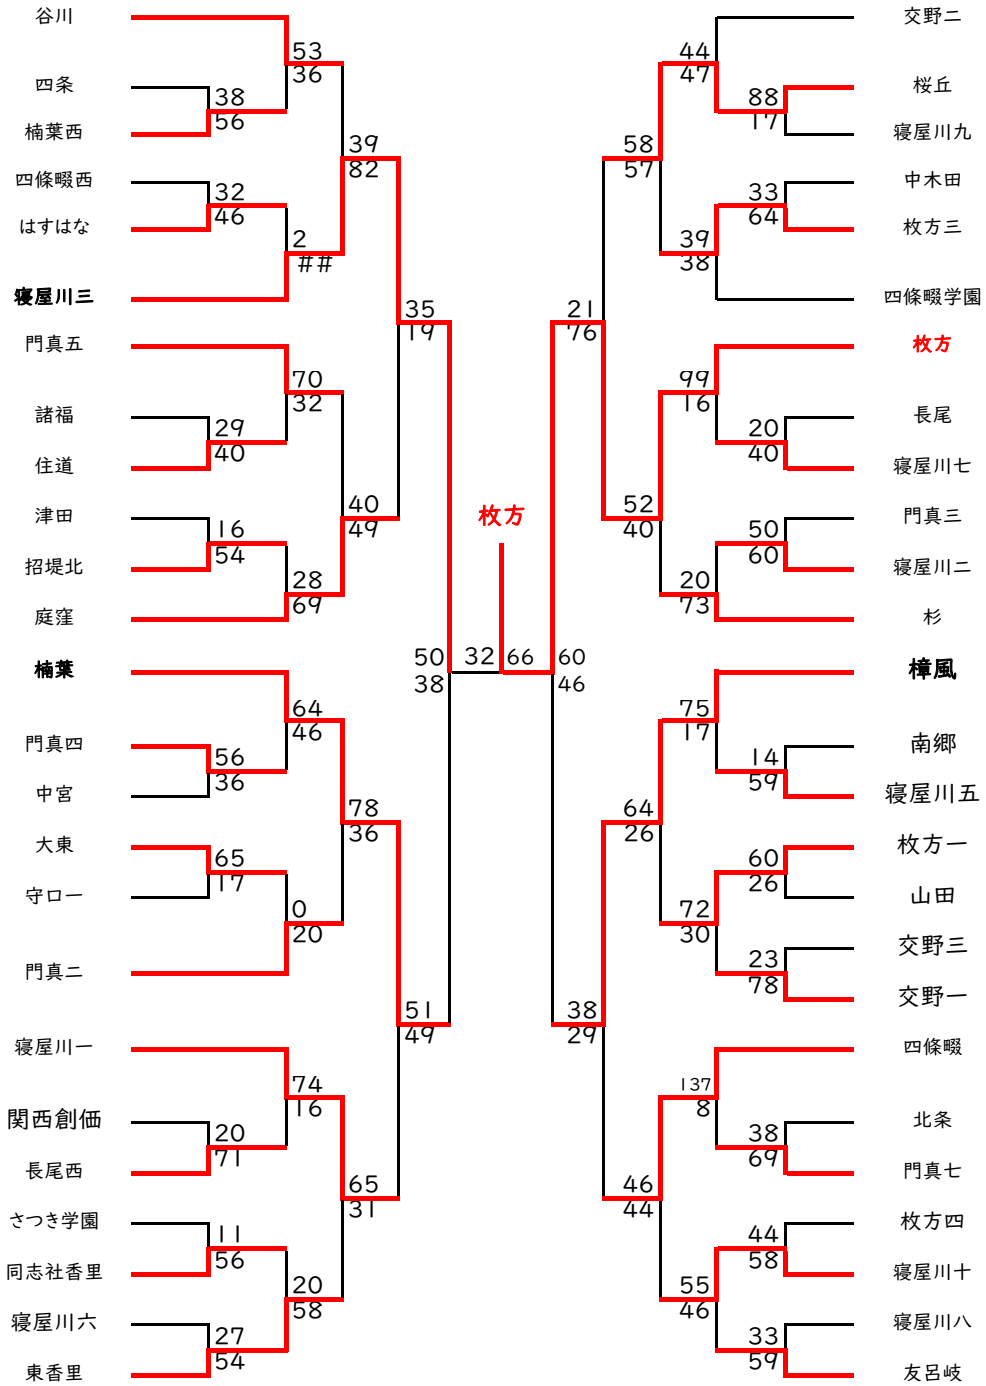 谷川
53
36
四条
38
56
楠葉西
39
82
四條畷西
32
46
はすはな
2
##
寝屋川三
35
19
門真五
70
32
諸福
29
40
住道
40
49
津田
16
54
招堤北
28
69
庭窪
50
38
楠葉
64
46
門真四
56
36
中宮
78
36
大東
65
17
守口一
0
20
門真二
51
49
寝屋川一
74
16
関西創価
20
71
長尾西
65
31
さつき学園
11
56
同志社香里
20
58
寝屋川六
27
54
東香里
枚方
32 66
交野二
44
47
桜丘
88
17
寝屋川九
58
57
中木田
33
64
枚方三
39
38
四條畷学園
21
76
枚方
99
16
長尾
20
40
寝屋川七
52
40
門真三
50
60
寝屋川二
20
73
杉
60
46
樟風
75
17
南郷
14
59
寝屋川五
64
26
枚方一
60
26
山田
72
30
交野三
23
78
交野一
38
29
四條畷
137
8
北条
38
69
門真七
46
44
枚方四
44
58
寝屋川十
55
46
寝屋川八
33
59
友呂岐